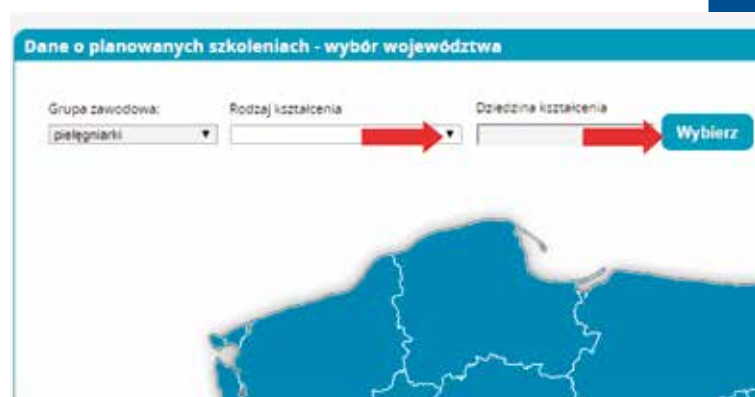 Dane o planowanych szkoleniach - wybór województwa
Grupa zawodowa: Rodzaj kształcenia Dziedzina kształcenia
pielęgniarki Wybierz